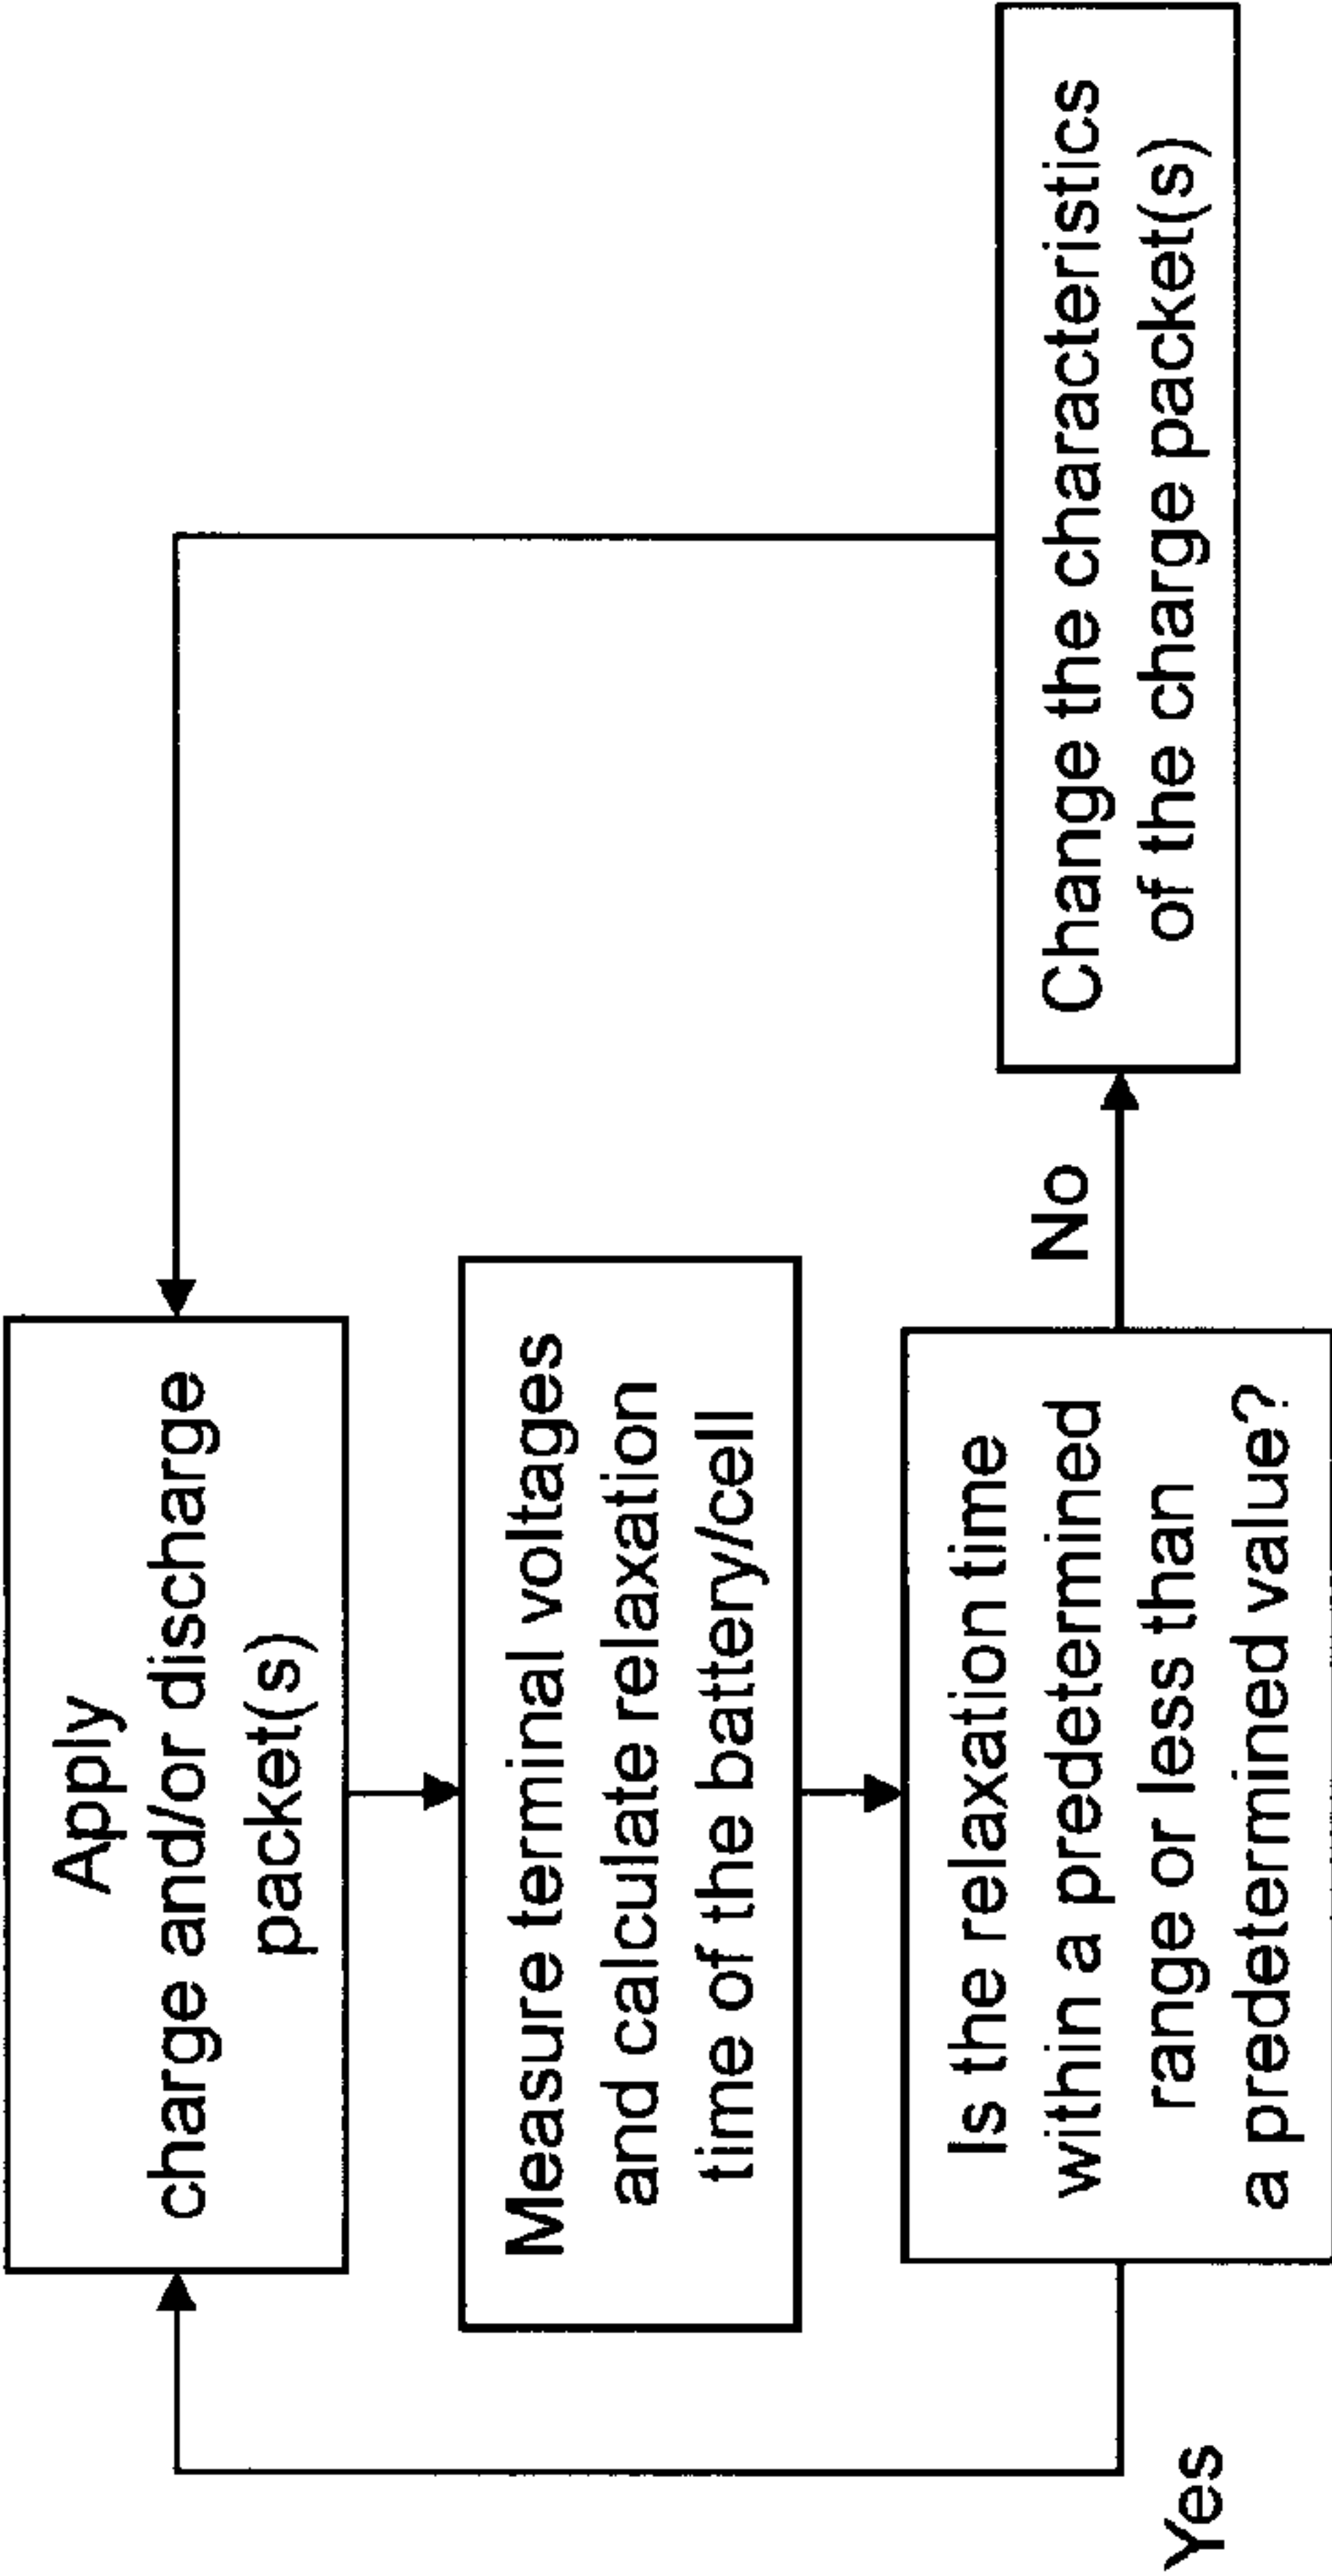 Apply
charge and/or discharge
packet(s)
Measure terminal voltages
and calculate relaxation
time of the battery/cell
Is the relaxation time
within a predetermined
range or less than
a predetermined value?
Yes
No
Change the characteristics
of the charge packet(s)